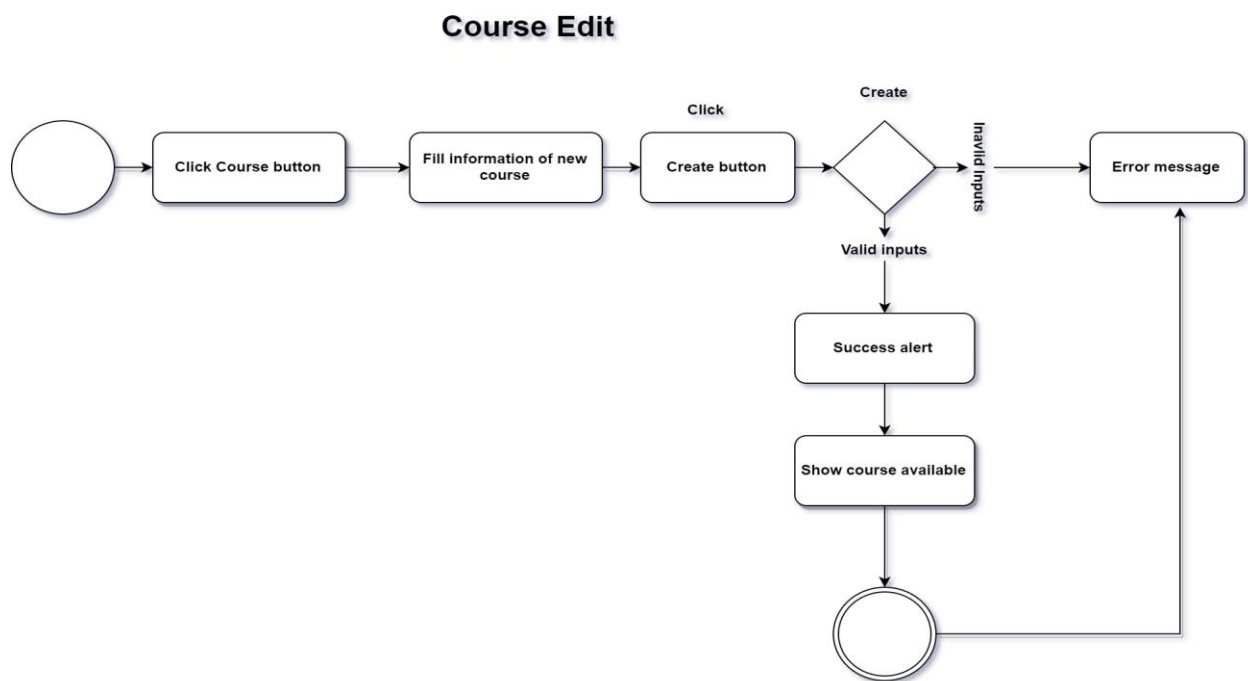 Course Edit
Create
Click
Click Course button
Fill information of new
course
Create button
Inavlid Inputs
Error message
Valid inputs
Success alert
Show course available